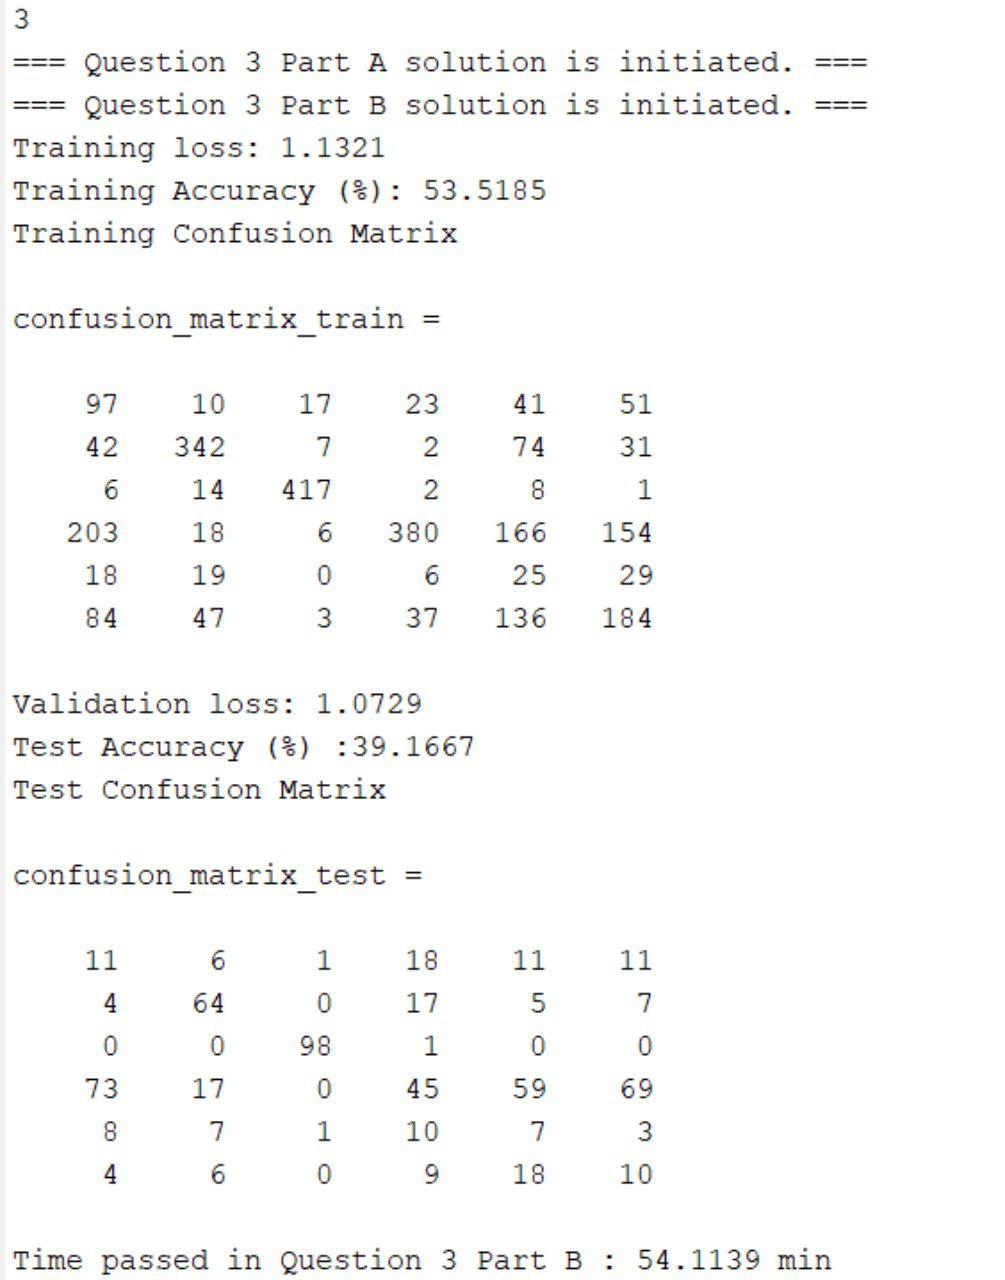 3
=== Question 3 Part A solution is initiated. ===
=== Question 3 Part B solution is initiated. ===
Training loss: 1.1321
Training Accuracy (%): 53.5185
Training Confusion Matrix
confusion_matrix_train =
97 10 17 23 41 51
42 342 7 2 74 31
6 14 417 2 8 1
203 18 6 380 166 154
18 19 0 6 25 29
84 47 3 37 136 184
Validation loss: 1.0729
Test Accuracy (%) :39.1667
Test Confusion Matrix
confusion_matrix_test =
11 6 1 18 11 11
4 64 0 17 5 7
0 0 98 1 0 0
73 17 0 45 59 69
8 7 1 10 7 3
4 6 0 9 18 10
Time passed in Question 3 Part B : 54.1139 min